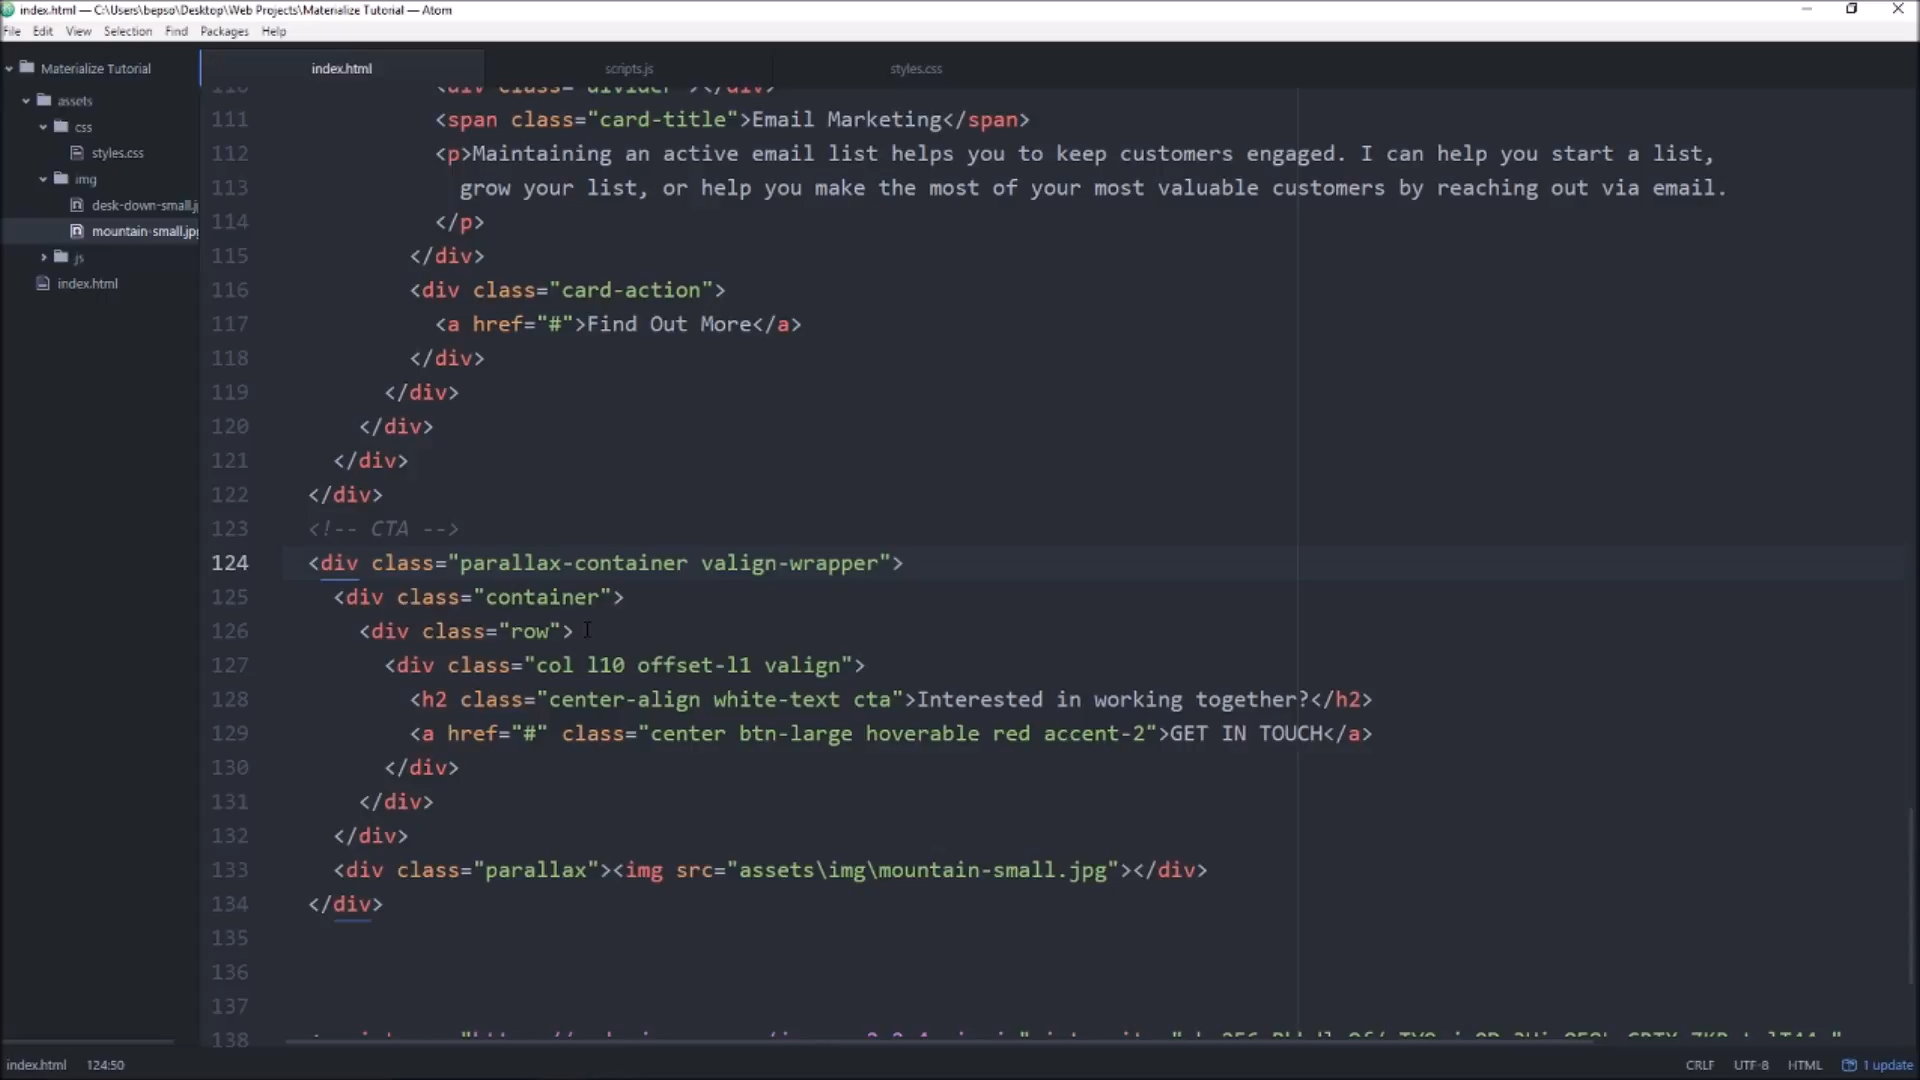 index.html — C:\Users\bepso\Desktop\Web Projects\Materialize Tutorial — Atom
File Edit View Selection Find Packages Help
Materialize Tutorial
assets
css
styles.css
img
desk-down-small.j
mountain-small.jpg
js
index.html
index.html scripts.js styles.css
110 <div class="divider"></div>
111 <span class="card-title">Email Marketing</span>
112 <p>Maintaining an active email list helps you to keep customers engaged. I can help you start a list,
113 grow your list, or help you make the most of your most valuable customers by reaching out via email.
114 </p>
115 </div>
116 <div class="card-action">
117 <a href="#">Find Out More</a>
118 </div>
119 </div>
120 </div>
121 </div>
122 </div>
123 <!-- CTA -->
124 <div class="parallax-container valign-wrapper">
125 <div class="container">
126 <div class="row">
127 <div class="col l10 offset-l1 valign">
128 <h2 class="center-align white-text cta">Interested in working together?</h2>
129 <a href="#" class="center btn-large hoverable red accent-2">GET IN TOUCH</a>
130 </div>
131 </div>
132 </div>
133 <div class="parallax"><img src="assets\img\mountain-small.jpg"></div>
134 </div>
135
136
137
138
index.html 124:50 CRLF UTF-8 HTML 1 update